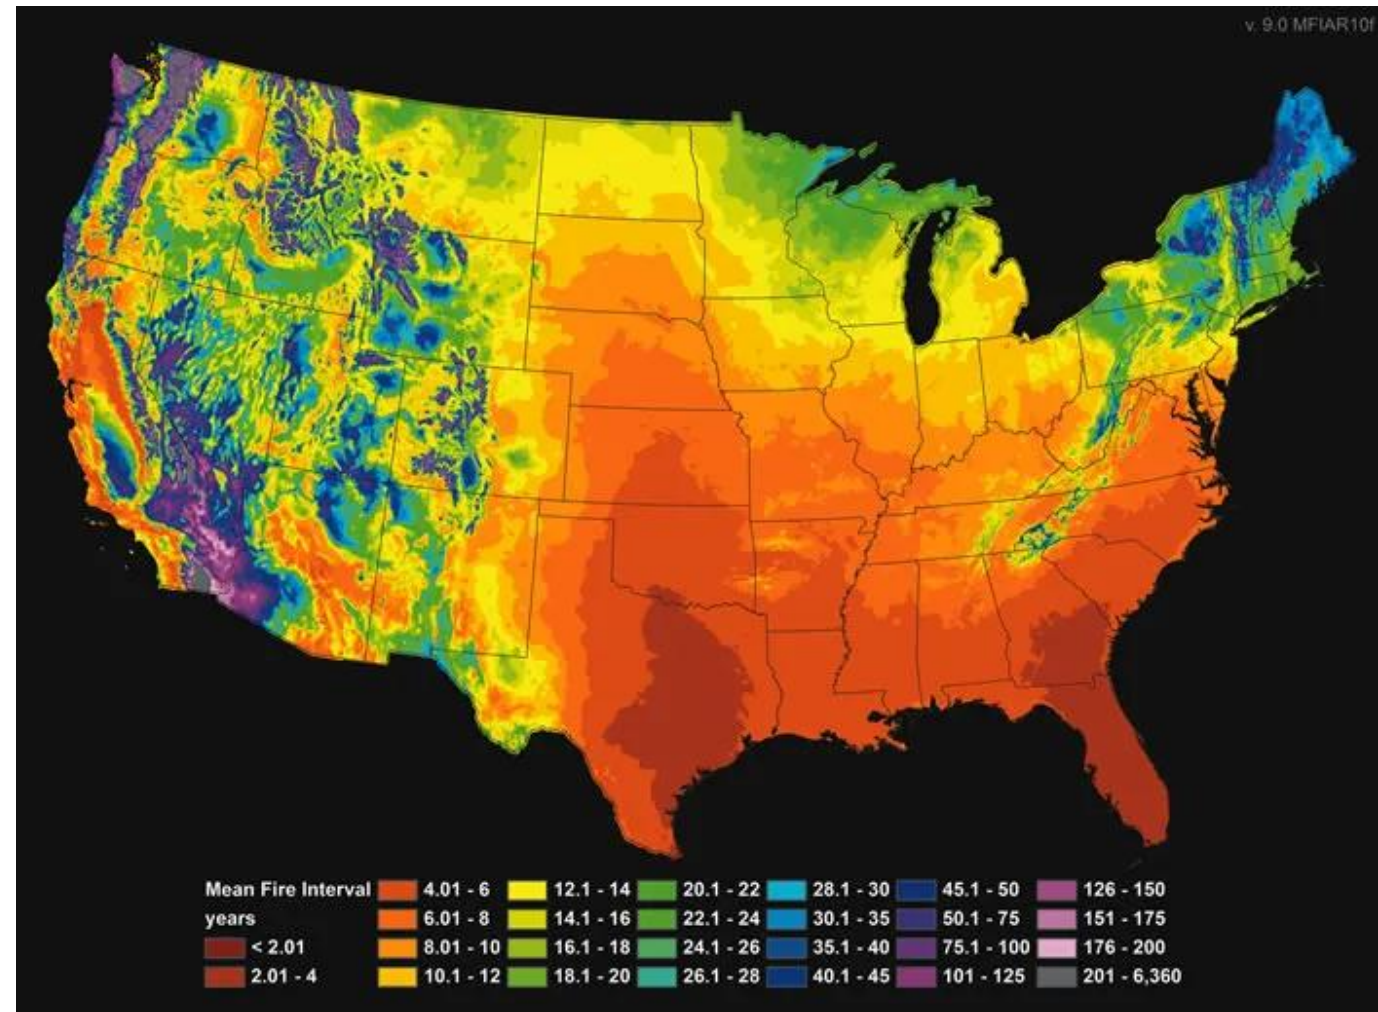 v. 9.0 MFIAR10f
Mean Fire Interval
years
< 2.01
2.01 - 4
4.01 - 6
6.01 - 8
8.01 - 10
10.1 - 12
12.1 - 14
14.1 - 16
16.1 - 18
18.1 - 20
20.1 - 22
22.1 - 24
24.1 - 26
26.1 - 28
28.1 - 30
30.1 - 35
35.1 - 40
40.1 - 45
45.1 - 50
50.1 - 75
75.1 - 100
101 - 125
126 - 150
151 - 175
176 - 200
201 - 6,360